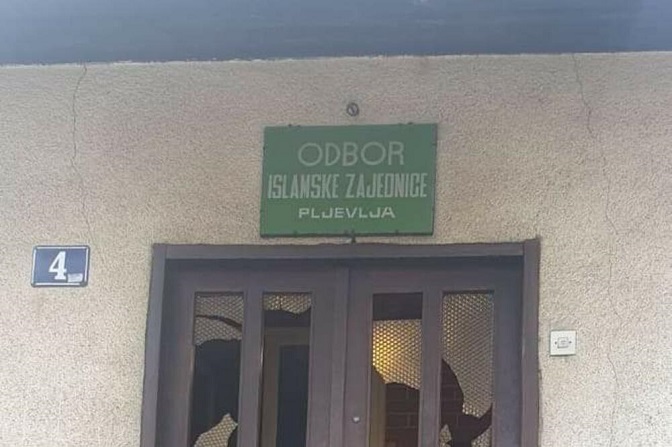 ODBOR
ISLAMSKE ZAJEDNICE
PLJEVLJA
4